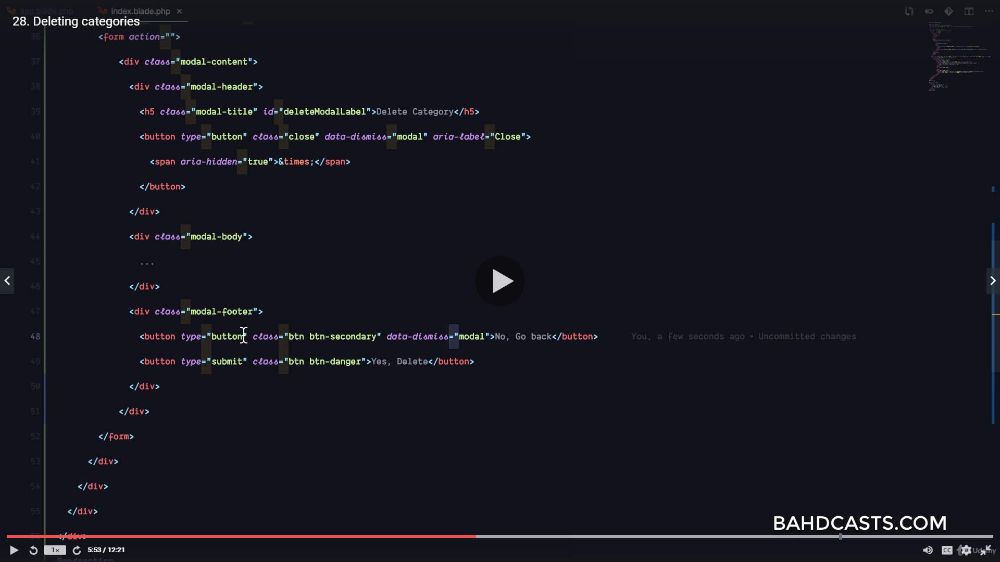 app.blade.php
index.blade.php ×
28. Deleting categories
36 <form action="">
37 <div class="modal-content">
38 <div class="modal-header">
39 <h5 class="modal-title" id="deleteModalLabel">Delete Category</h5>
40 <button type="button" class="close" data-dismiss="modal" aria-label="Close">
41 <span aria-hidden="true">&times;</span>
42 </button>
43 </div>
44 <div class="modal-body">
45 ...
46 </div>
47 <div class="modal-footer">
48 <button type="button" class="btn btn-secondary" data-dismiss="modal">No, Go back</button> You, a few seconds ago • Uncommitted changes
49 <button type="submit" class="btn btn-danger">Yes, Delete</button>
50 </div>
51 </div>
52 </form>
53 </div>
54 </div>
55 </div>
BAHDCASTS.COM
56 </div>
1× 5:53 / 12:21 CC Udemy
@endsection